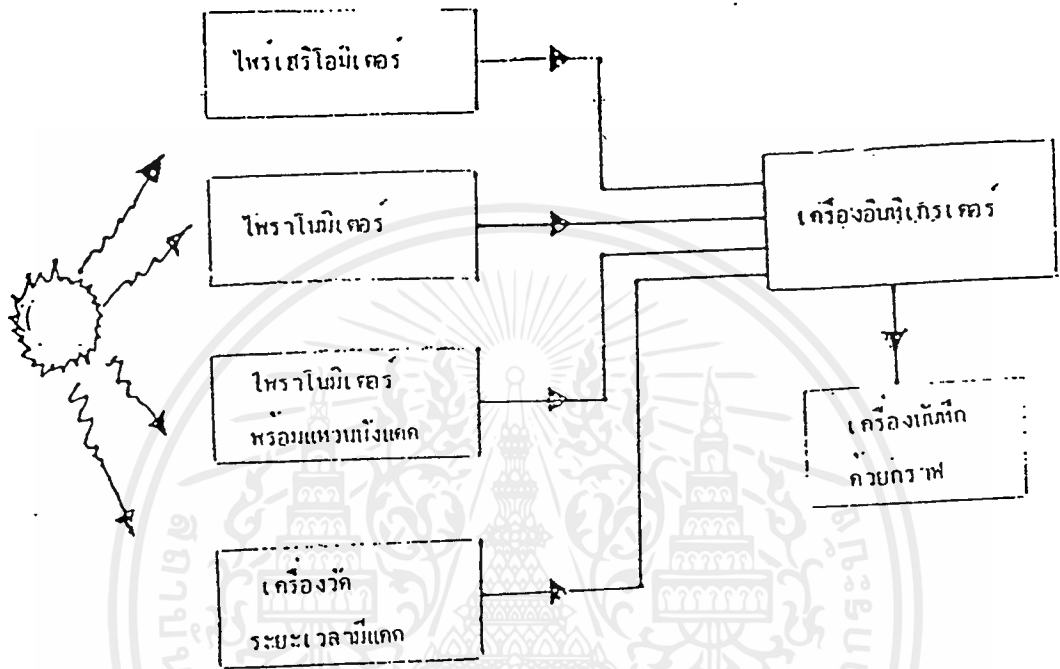 ไพร์เฮริโอมิเตอร์
ไพราโนมิเตอร์
เครื่องอินทิเกรเตอร์
ไพราโนมิเตอร์
พร้อมแหวนบังแดด
เครื่องบันทึก
ด้วยกราฟ
เครื่องวัด
ระยะเวลามีแดด